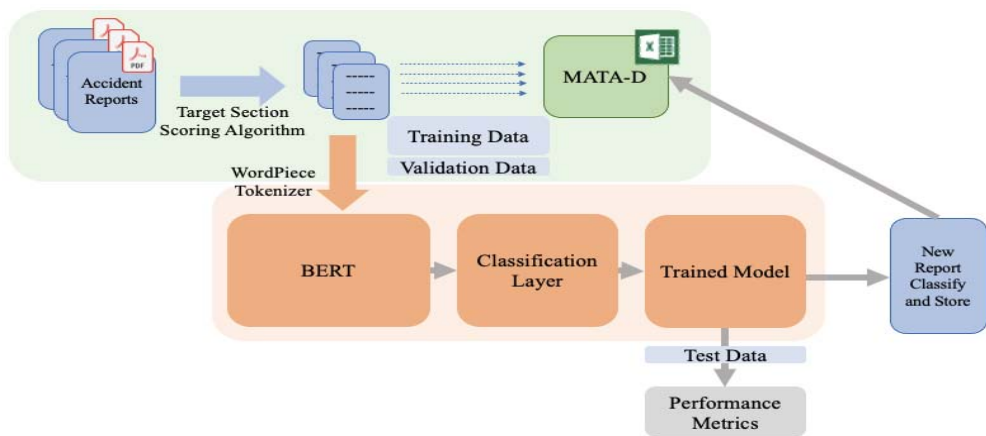 PDF
Accident
Reports
Target Section
Scoring Algorithm
-----
-----
-----
X
MATA-D
Training Data
Validation Data
WordPiece
Tokenizer
BERT
Classification
Layer
Trained Model
New
Report
Classify
and Store
Test Data
Performance
Metrics